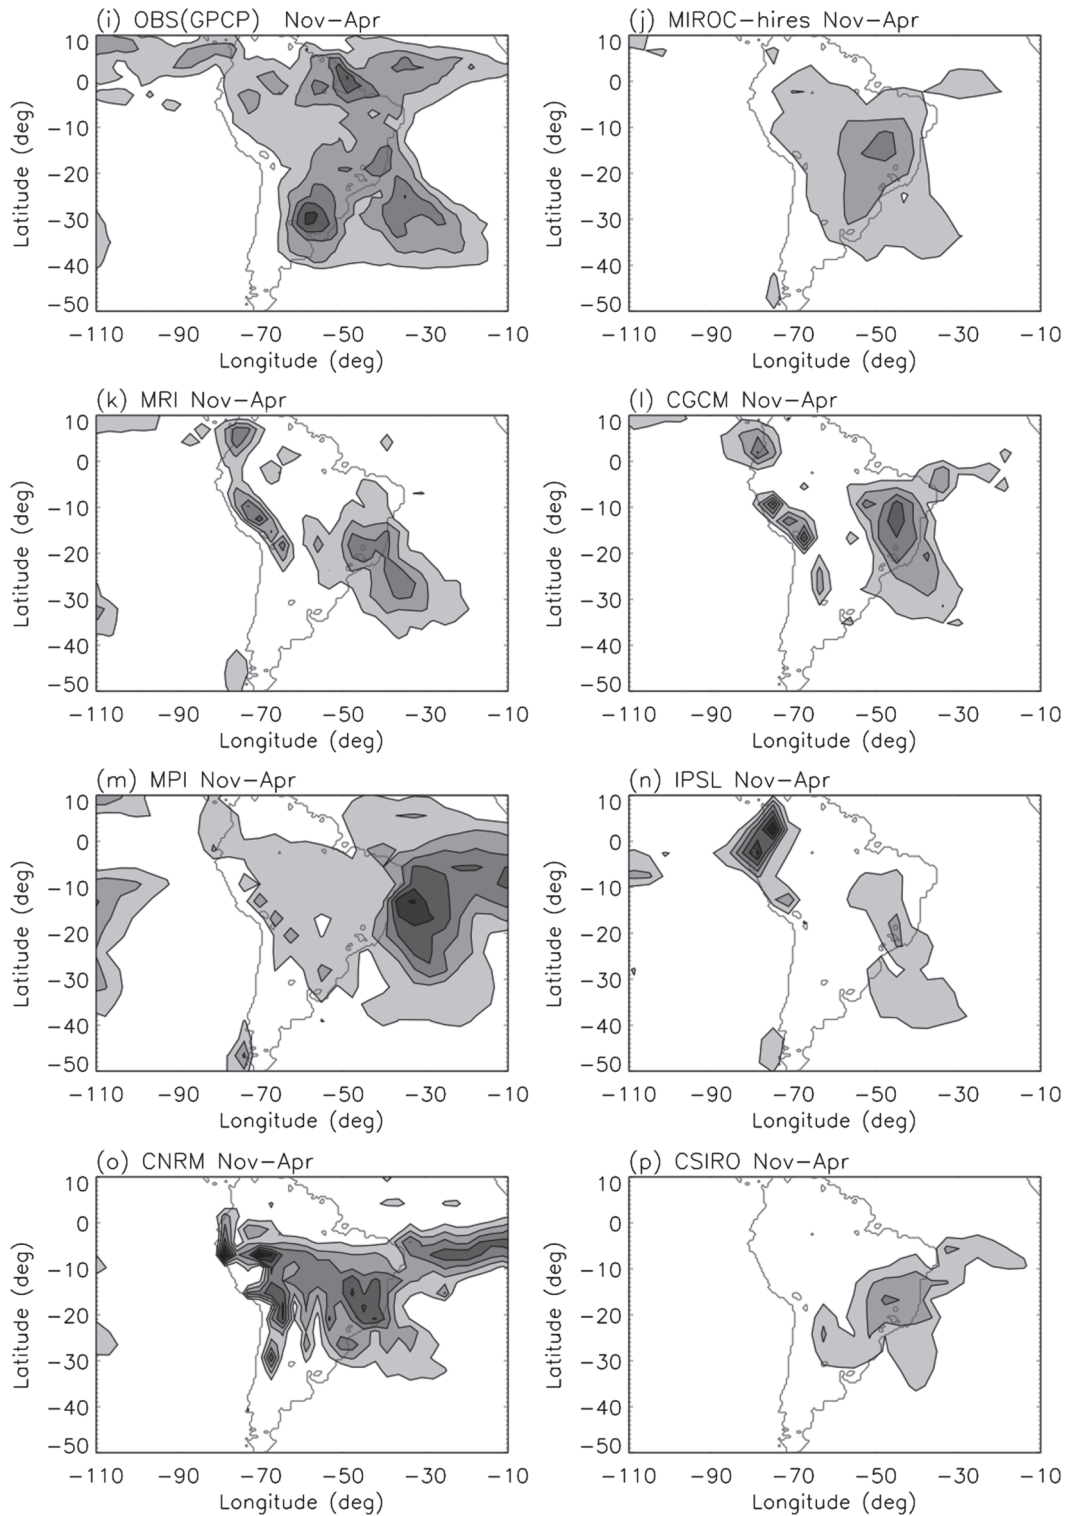 (i) OBS(GPCP) Nov-Apr
(j) MIROC-hires Nov-Apr
10
0
-10
-20
-30
-40
-50
Latitude (deg)
-110 -90 -70 -50 -30 -10
Longitude (deg)
10
0
-10
-20
-30
-40
-50
Latitude (deg)
-110 -90 -70 -50 -30 -10
Longitude (deg)
(k) MRI Nov-Apr
(l) CGCM Nov-Apr
10
0
-10
-20
-30
-40
-50
Latitude (deg)
-110 -90 -70 -50 -30 -10
Longitude (deg)
10
0
-10
-20
-30
-40
-50
Latitude (deg)
-110 -90 -70 -50 -30 -10
Longitude (deg)
(m) MPI Nov-Apr
(n) IPSL Nov-Apr
10
0
-10
-20
-30
-40
-50
Latitude (deg)
-110 -90 -70 -50 -30 -10
Longitude (deg)
10
0
-10
-20
-30
-40
-50
Latitude (deg)
-110 -90 -70 -50 -30 -10
Longitude (deg)
(o) CNRM Nov-Apr
(p) CSIRO Nov-Apr
10
0
-10
-20
-30
-40
-50
Latitude (deg)
-110 -90 -70 -50 -30 -10
Longitude (deg)
10
0
-10
-20
-30
-40
-50
Latitude (deg)
-110 -90 -70 -50 -30 -10
Longitude (deg)